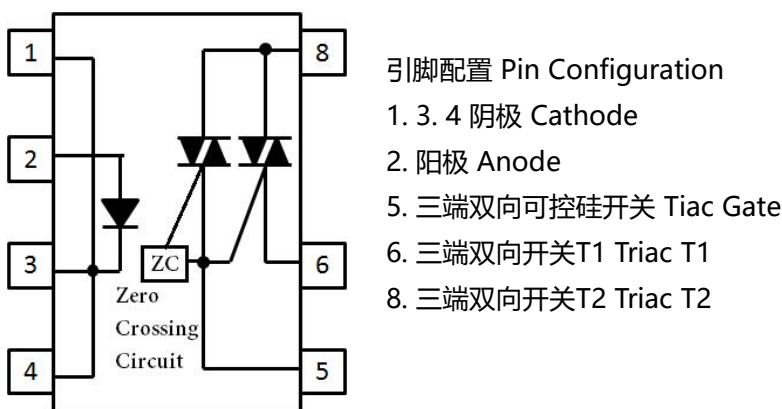 1
2
3
4
8
6
5
ZC
Zero
Crossing
Circuit
引脚配置 Pin Configuration
1. 3. 4 阴极 Cathode
2. 阳极 Anode
5. 三端双向可控硅开关 Tiac Gate
6. 三端双向开关T1 Triac T1
8. 三端双向开关T2 Triac T2